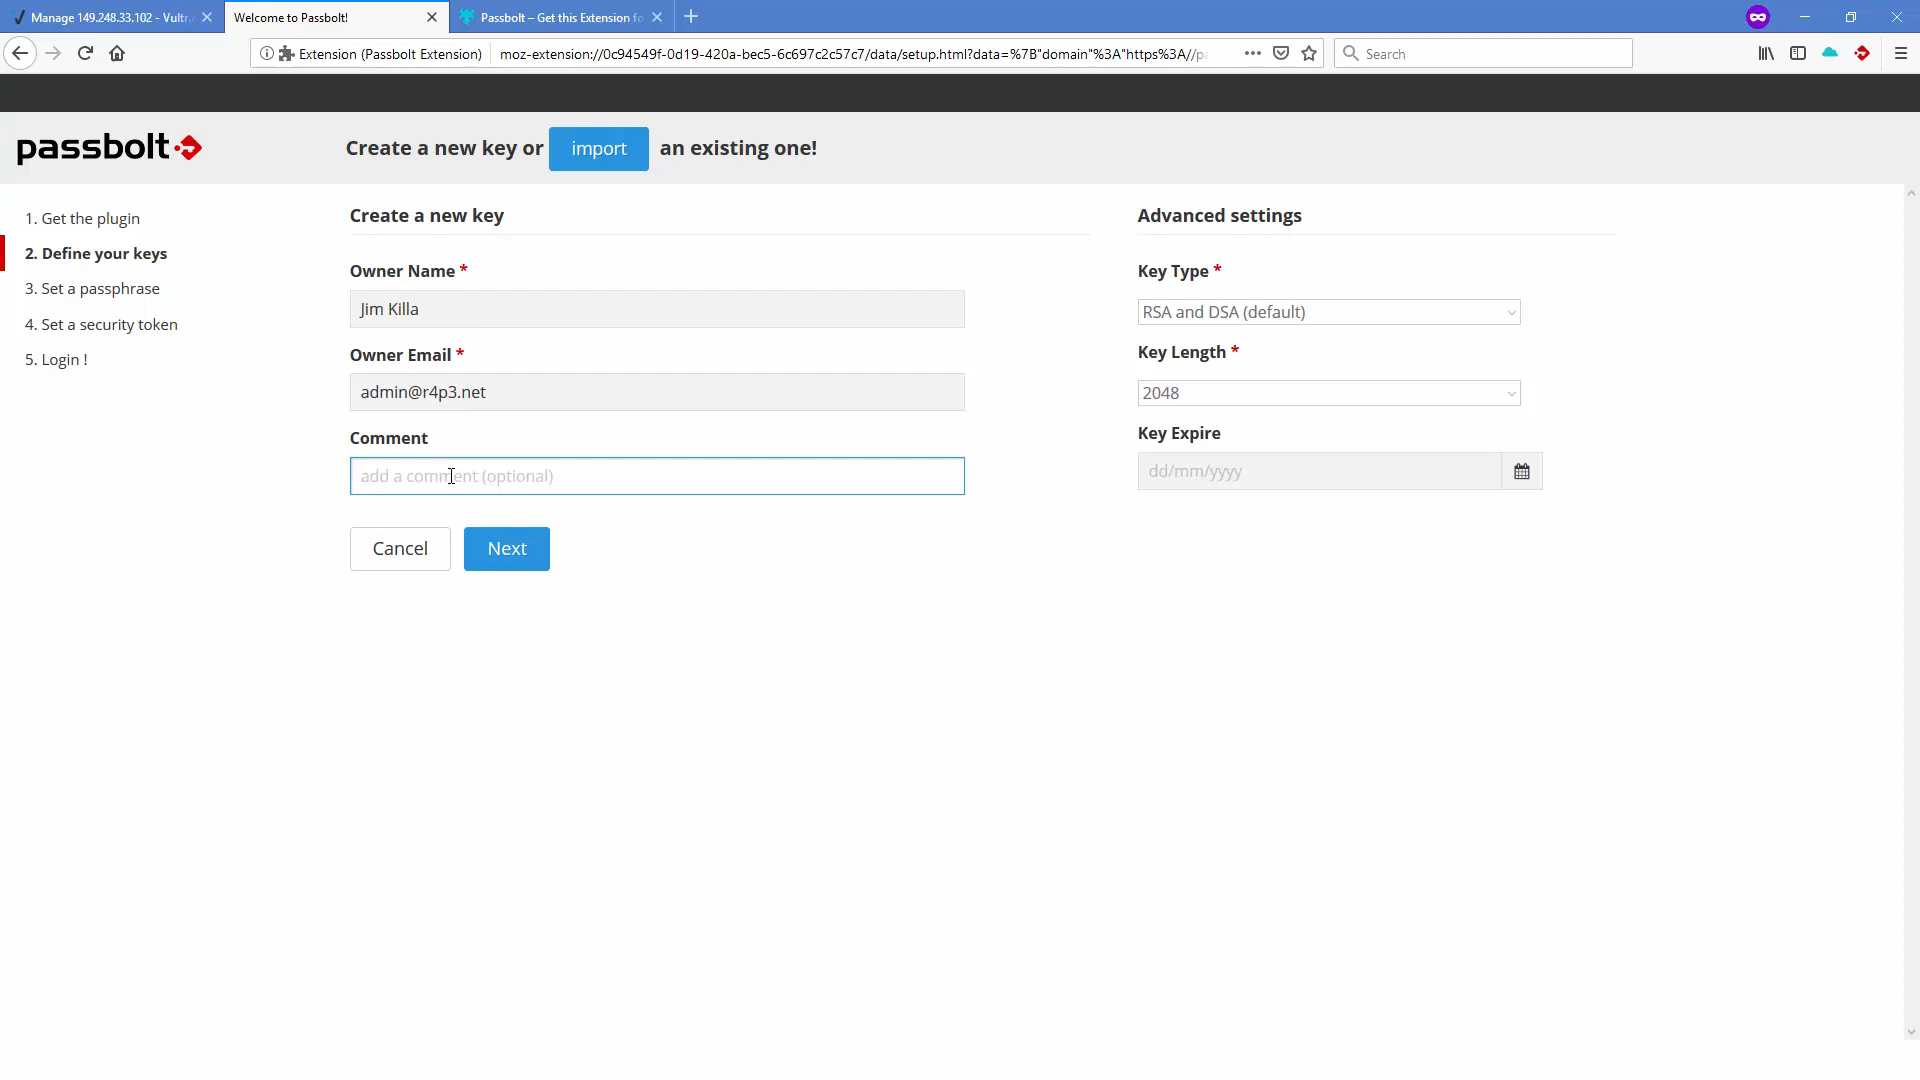 Manage 149.248.33.102 - Vultr.
Welcome to Passbolt!
Passbolt – Get this Extension fo
Extension (Passbolt Extension)
moz-extension://0c94549f-0d19-420a-bec5-6c697c2c57c7/data/setup.html?data=%7B"domain"%3A"https%3A//p
Search
passbolt
Create a new key or import an existing one!
1. Get the plugin
2. Define your keys
3. Set a passphrase
4. Set a security token
5. Login !
Create a new key
Owner Name *
Jim Killa
Owner Email *
admin@r4p3.net
Comment
add a comment (optional)
Cancel
Next
Advanced settings
Key Type *
RSA and DSA (default)
Key Length *
2048
Key Expire
dd/mm/yyyy